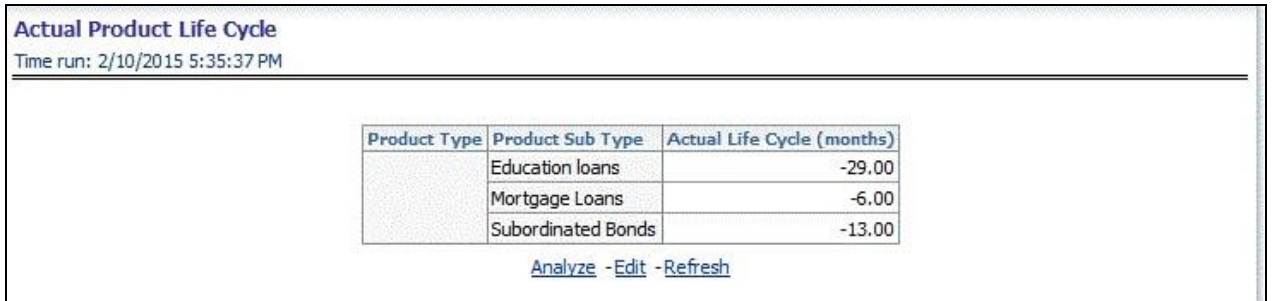 Actual Product Life Cycle
Time run: 2/10/2015 5:35:37 PM
Product Type Product Sub Type Actual Life Cycle (months)
Education loans -29.00
Mortgage Loans -6.00
Subordinated Bonds -13.00
Analyze - Edit - Refresh